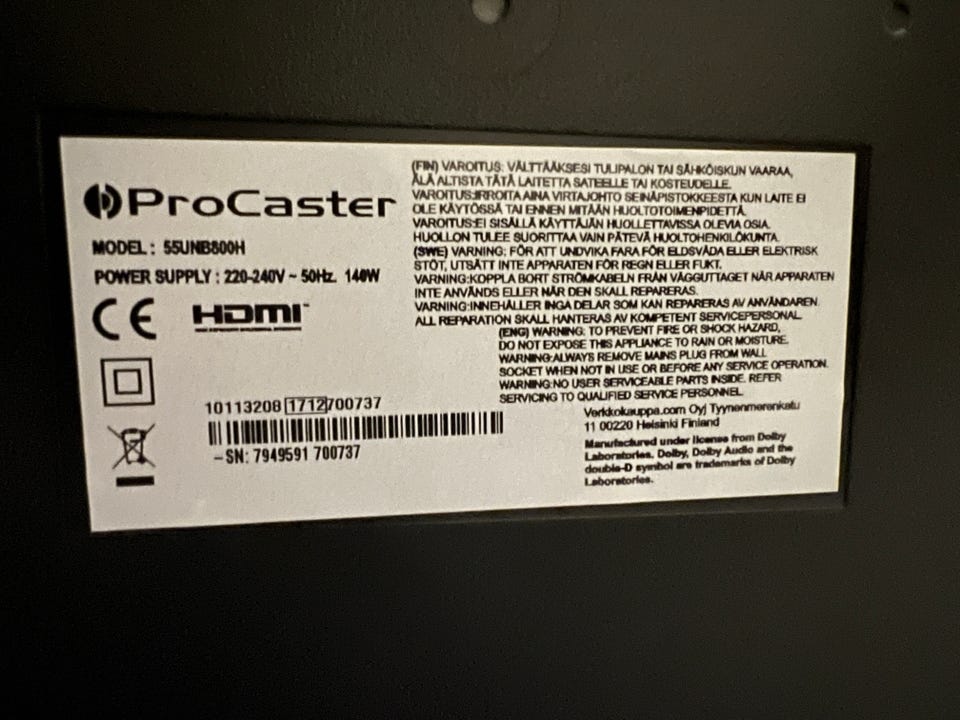 ProCaster
MODEL : 55UNB800H
POWER SUPPLY : 220-240V ~ 50Hz. 140W
CE HDMI
10113208 1712 700737
-SN: 7949591 700737
(FIN) VAROITUS: VÄLTTÄÄKSESI TULIPALON TAI SÄHKÖISKUN VAARAA,
ÄLÄ ALTISTA TÄTÄ LAITETTA SATEELLE TAI KOSTEUDELLE.
VAROITUS:IRROITA AINA VIRTAJOHTO SEINÄPISTOKKEESTA KUN LAITE EI
OLE KÄYTÖSSÄ TAI ENNEN MITÄÄN HUOLTOTOIMENPIDETTÄ.
VAROITUS:EI SISÄLLÄ KÄYTTÄJÄN HUOLLETTAVISSA OLEVIA OSIA.
HUOLLON TULEE SUORITTAA VAIN PÄTEVÄ HUOLTOHENKILÖKUNTA.
(SWE) VARNING: FÖR ATT UNDVIKA FARA FÖR ELDSVÅDA ELLER ELEKTRISK
STÖT, UTSÄTT INTE APPARATEN FÖR REGN ELLER FUKT.
VARNING:KOPPLA BORT STRÖMKABELN FRÅN VÄGGUTTAGET NÄR APPARATEN
INTE ANVÄNDS ELLER NÄR DEN SKALL REPARERAS.
VARNING:INNEHÅLLER INGA DELAR SOM KAN REPARERAS AV ANVÄNDAREN.
ALL REPARATION SKALL HANTERAS AV KOMPETENT SERVICEPERSONAL.
(ENG) WARNING: TO PREVENT FIRE OR SHOCK HAZARD,
DO NOT EXPOSE THIS APPLIANCE TO RAIN OR MOISTURE.
WARNING:ALWAYS REMOVE MAINS PLUG FROM WALL
SOCKET WHEN NOT IN USE OR BEFORE ANY SERVICE OPERATION.
WARNING:NO USER SERVICEABLE PARTS INSIDE. REFER
SERVICING TO QUALIFIED SERVICE PERSONNEL.
Verkkokauppa.com Oyj Tyynenmerenkatu
11 00220 Helsinki Finland
Manufactured under license from Dolby
Laboratories. Dolby, Dolby Audio and the
double-D symbol are trademarks of Dolby
Laboratories.